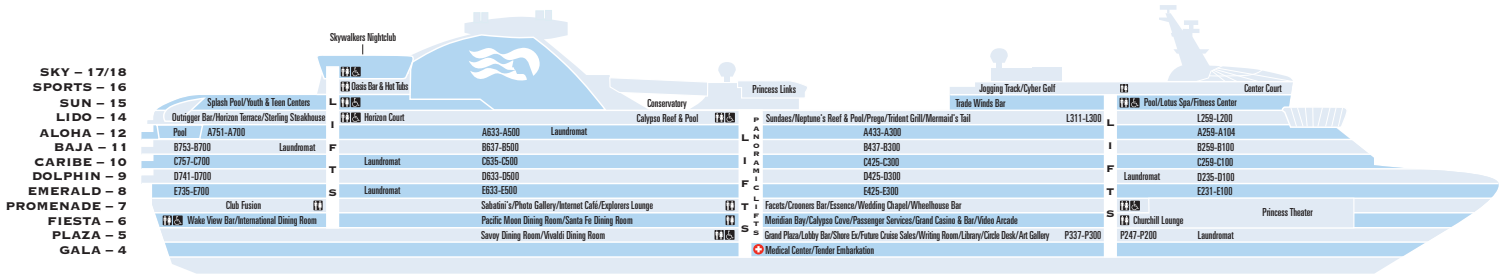 Skywalkers Nightclub
SKY – 17/18
SPORTS – 16 Oasis Bar & Hot Tubs Princess Links Jogging Track/Cyber Golf Center Court
SUN – 15 Splash Pool/Youth & Teen Centers Conservatory Trade Winds Bar Pool/Lotus Spa/Fitness Center
LIDO – 14 Outrigger Bar/Horizon Terrace/Sterling Steakhouse Horizon Court Calypso Reef & Pool Sundaes/Neptune's Reef & Pool/Prego/Trident Grill/Mermaid's Tail L311-L300 L259-L200
ALOHA – 12 Pool A751-A700 A633-A500 Laundromat A433-A300 A259-A104
BAJA – 11 B753-B700 Laundromat B637-B500 B437-B300 B259-B100
CARIBE – 10 C757-C700 Laundromat C635-C500 C425-C300 C259-C100
DOLPHIN – 9 D741-D700 D633-D500 D425-D300 Laundromat D235-D100
EMERALD – 8 E735-E700 Laundromat E633-E500 E425-E300 E231-E100
PROMENADE – 7 Club Fusion Sabatini's/Photo Gallery/Internet Café/Explorers Lounge Facets/Crooners Bar/Essence/Wedding Chapel/Wheelhouse Bar Princess Theater
FIESTA – 6 Wake View Bar/International Dining Room Pacific Moon Dining Room/Santa Fe Dining Room Meridian Bay/Calypso Cove/Passenger Services/Grand Casino & Bar/Video Arcade Churchill Lounge
PLAZA – 5 Savoy Dining Room/Vivaldi Dining Room Grand Plaza/Lobby Bar/Shore Ex/Future Cruise Sales/Writing Room/Library/Circle Desk/Art Gallery P337-P300 P247-P200 Laundromat
GALA – 4 Medical Center/Tender Embarkation
LIFTS
LIFTS
PANORAMIC LIFTS
LIFTS